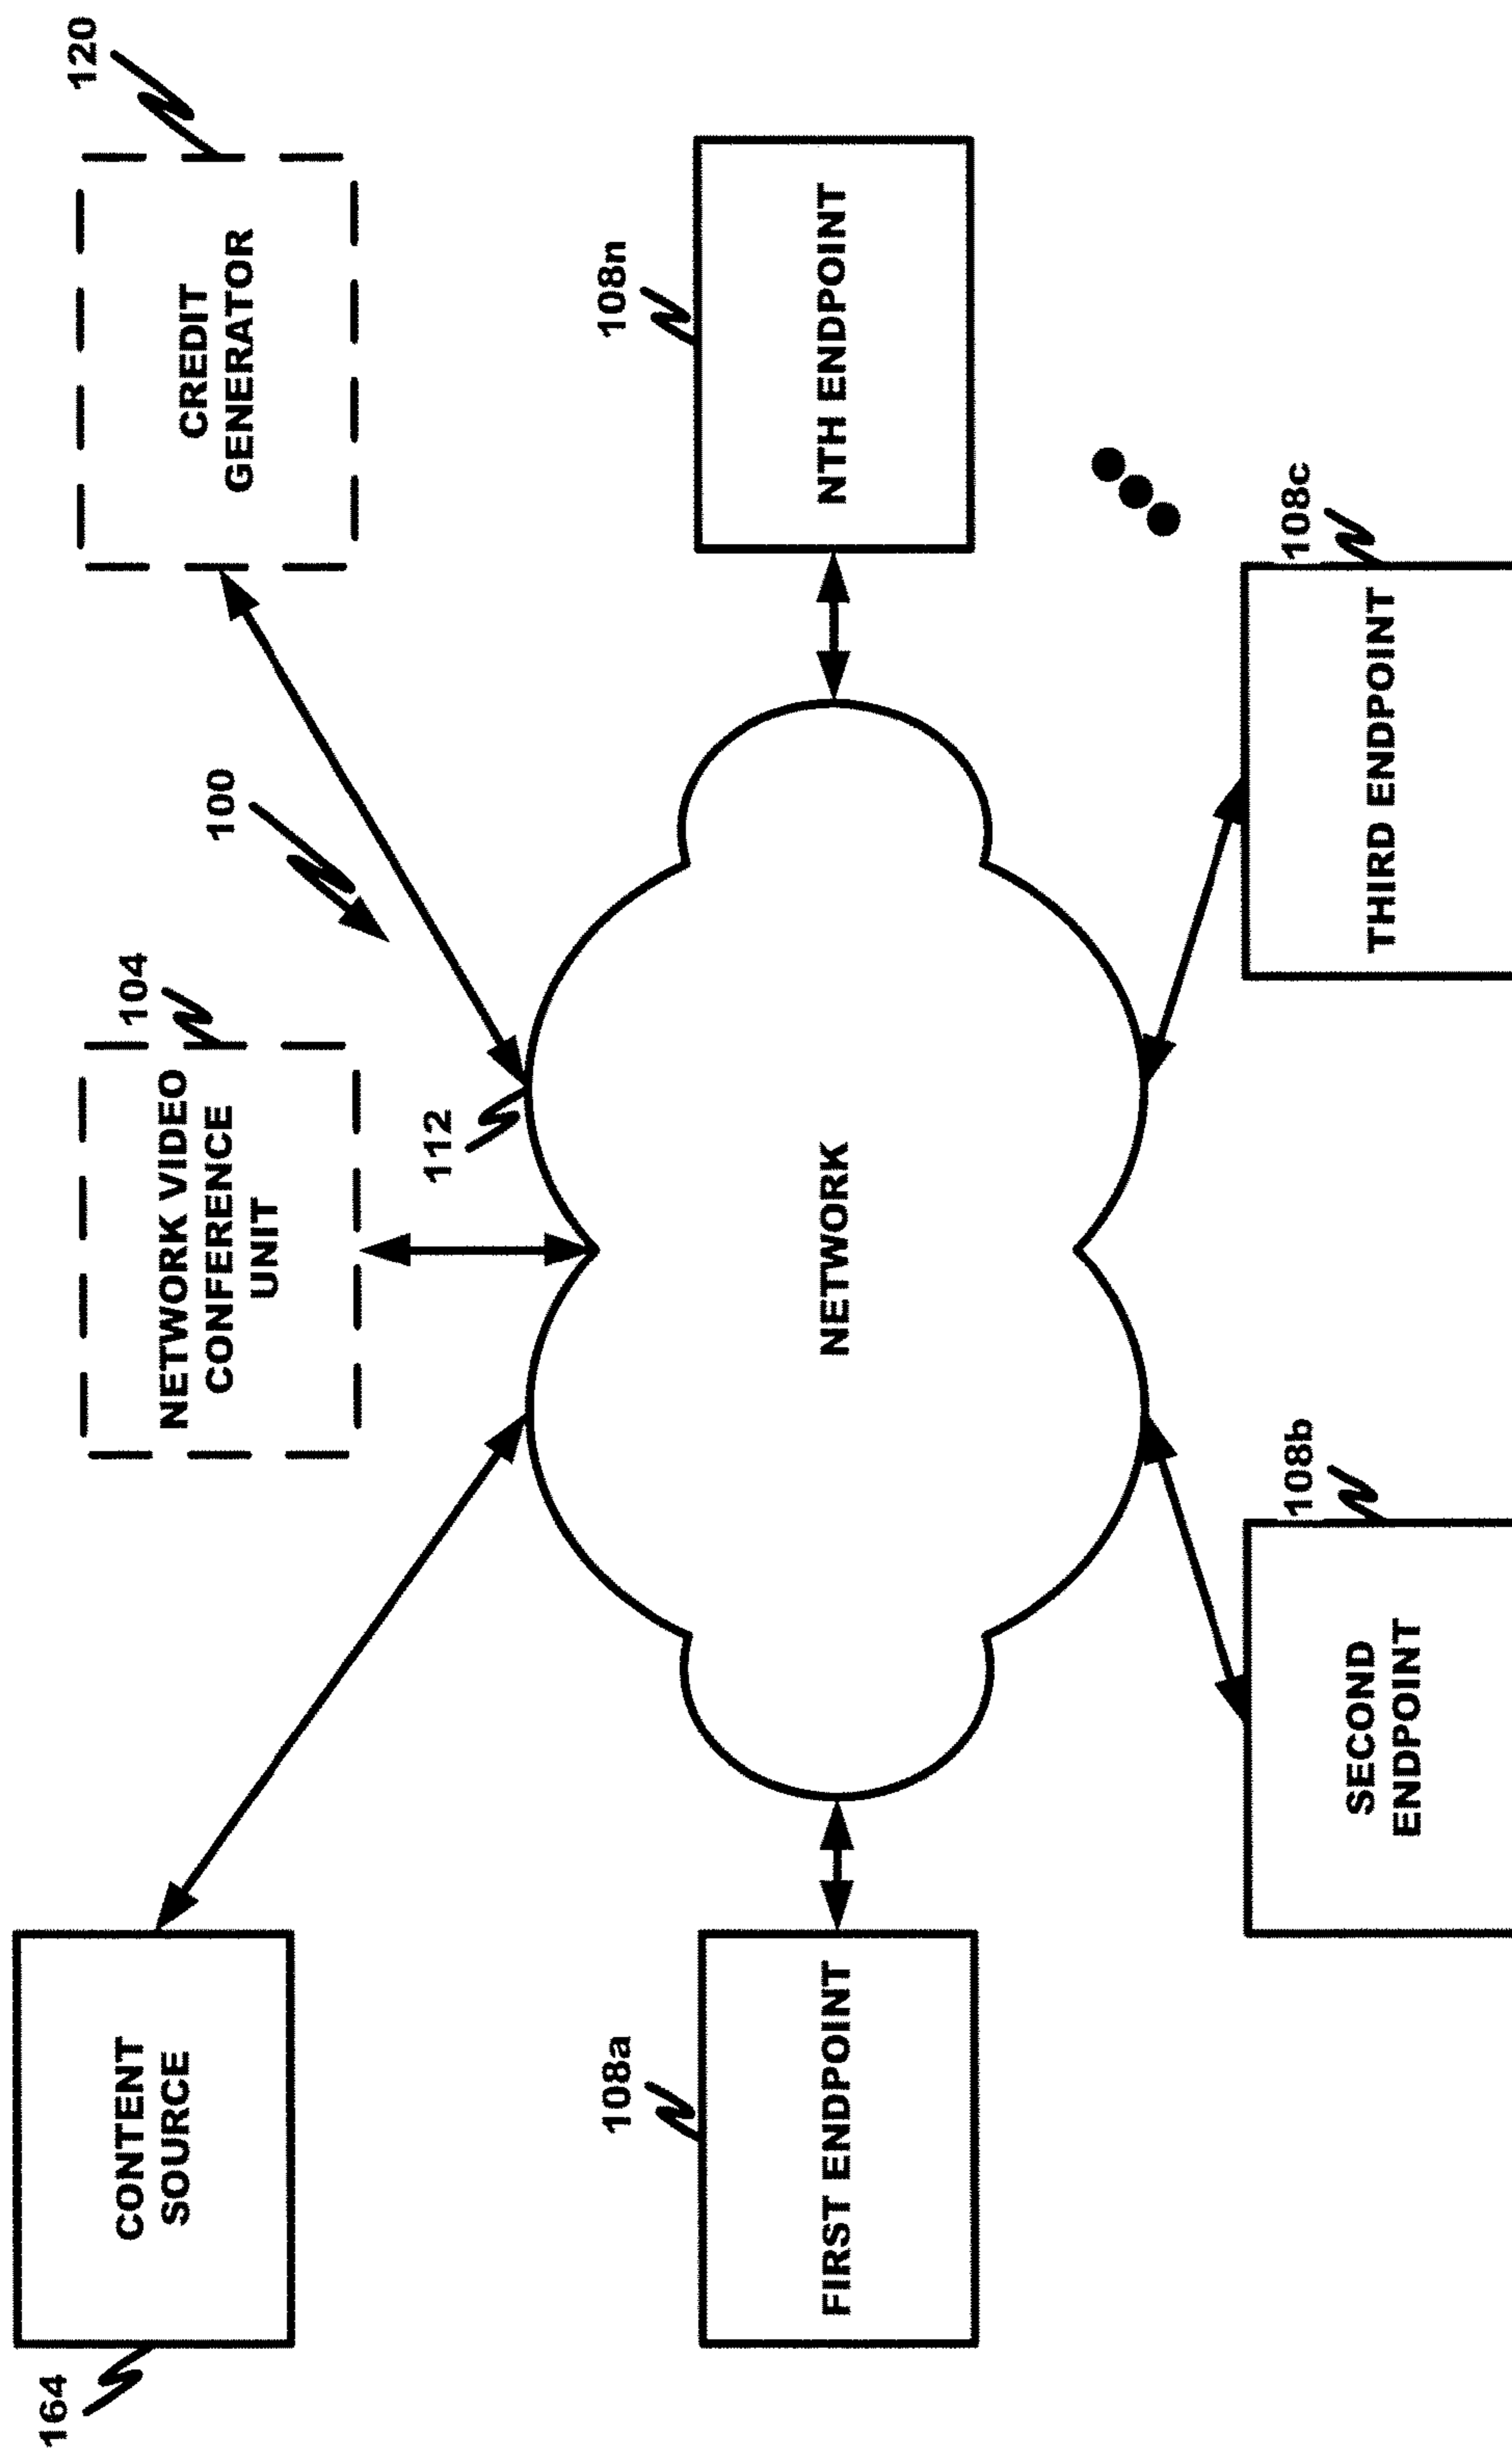 164
CONTENT
SOURCE
104
NETWORK VIDEO
CONFERENCE
UNIT
100
120
CREDIT
GENERATOR
112
108a
FIRST ENDPOINT
NETWORK
108n
NTH ENDPOINT
108b
SECOND
ENDPOINT
108c
THIRD ENDPOINT